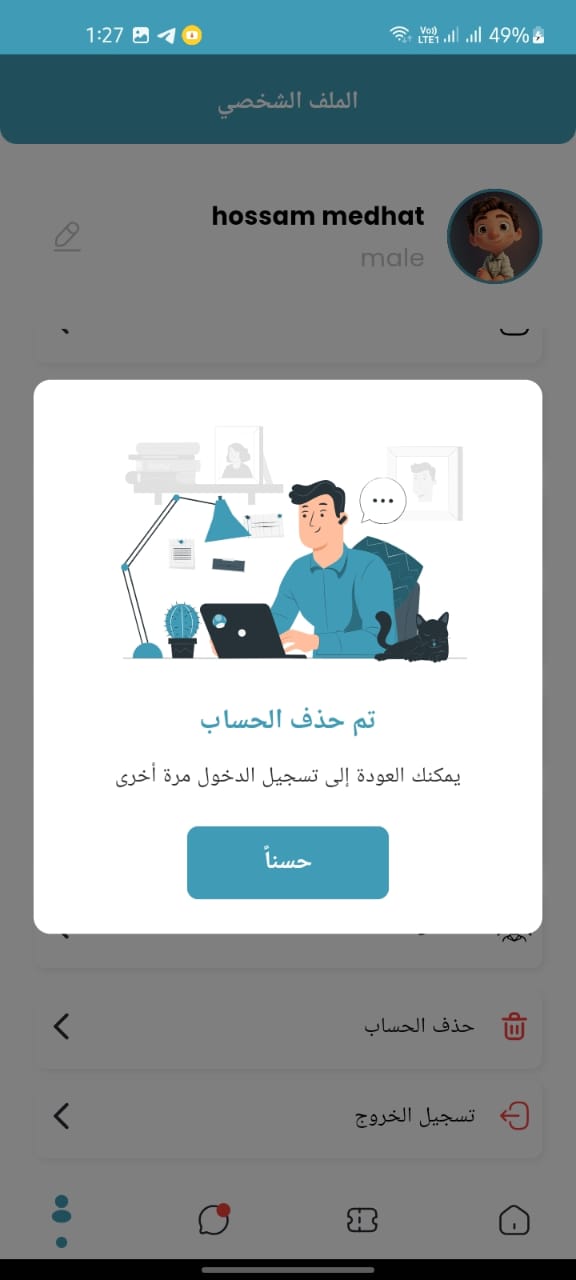 1:27
Vo)) LTE1 49%
الملف الشخصي
hossam medhat
male
تم حذف الحساب
يمكنك العودة إلى تسجيل الدخول مرة أخرى
حسناً
حذف الحساب
تسجيل الخروج